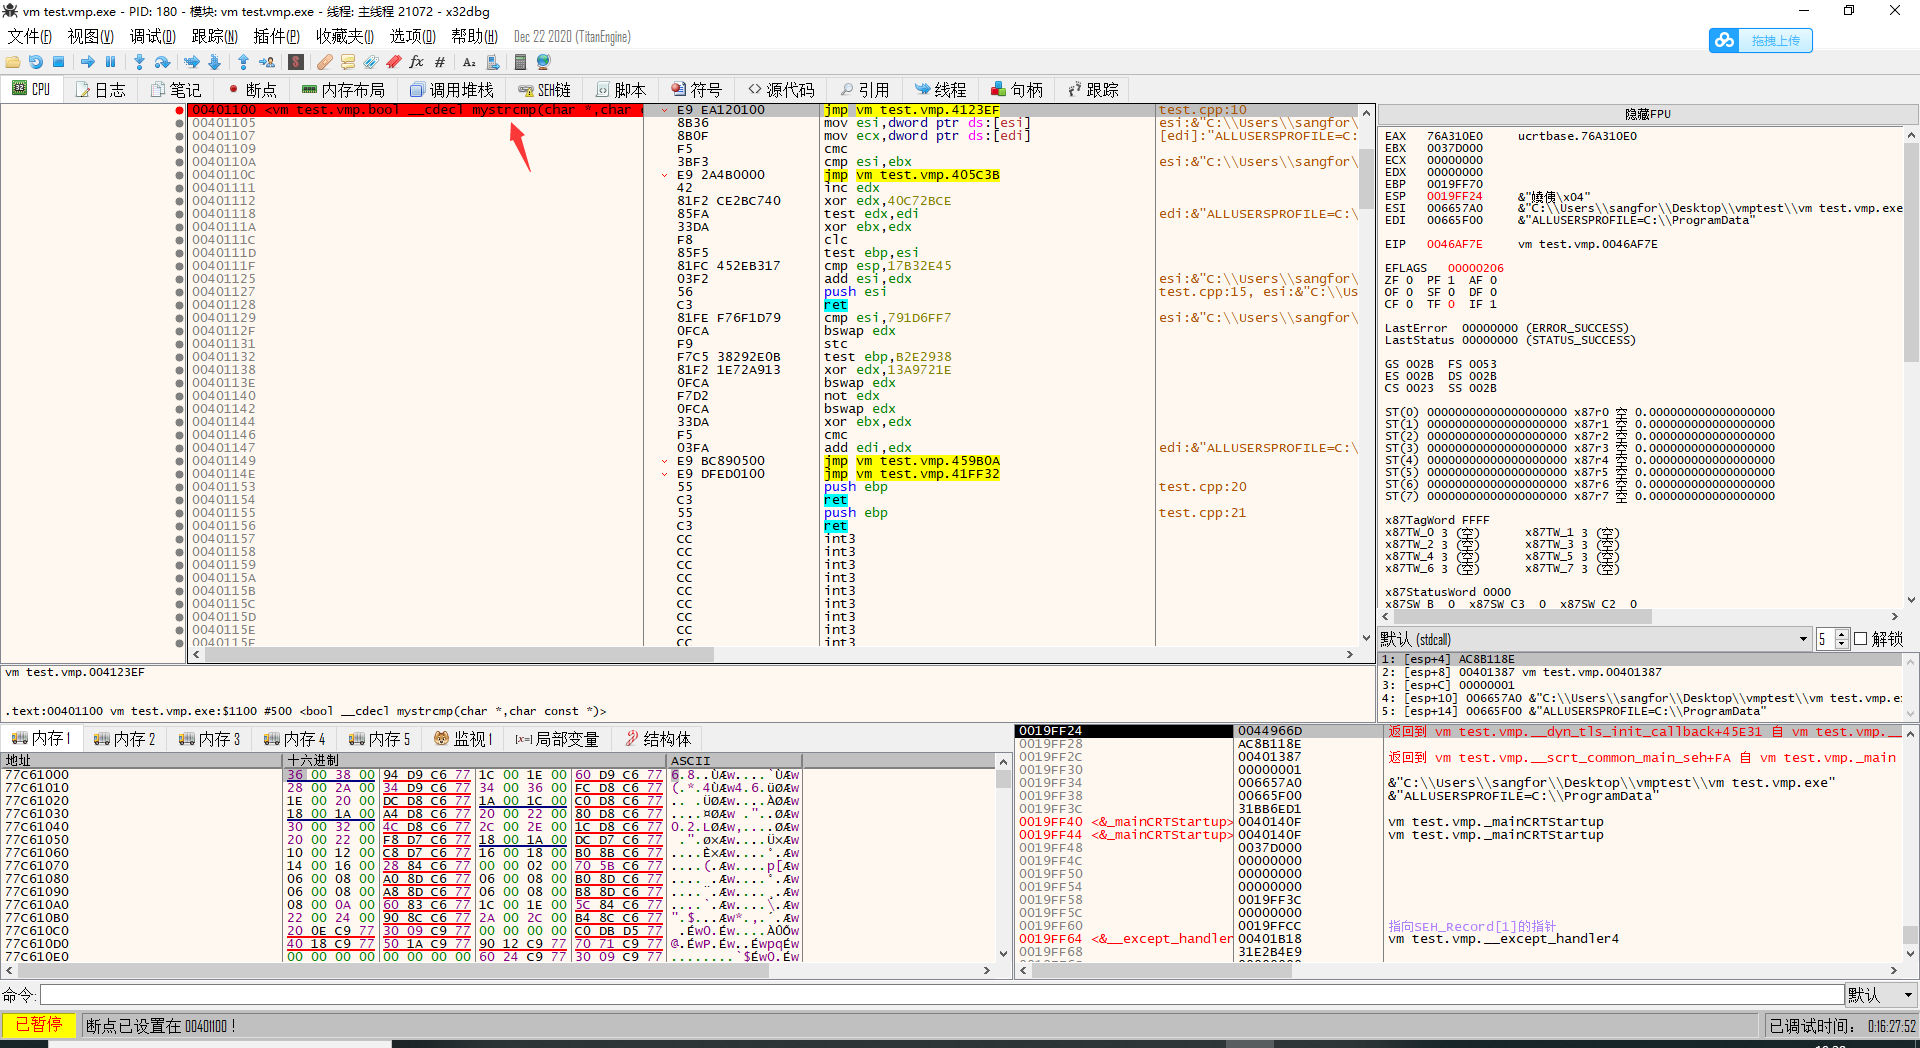 vm test.vmp.exe - PID: 180 - 模块: vm test.vmp.exe - 线程: 主线程 21072 - x32dbg
文件(F) 视图(V) 调试(D) 跟踪(N) 插件(P) 收藏夹(I) 选项(O) 帮助(H) Dec 22 2020 (TitanEngine)
拖拽上传
CPU 日志 笔记 断点 内存布局 调用堆栈 SEH链 脚本 符号 源代码 引用 线程 句柄 跟踪
00401100 <vm test.vmp.bool __cdecl mystrcmp(char *,char E9 EA120100 jmp vm test.vmp.4123EF test.cpp:10
00401105 8B36 mov esi,dword ptr ds:[esi] esi:&"C:\\Users\\sangfor\
00401107 8B0F mov ecx,dword ptr ds:[edi] [edi]:"ALLUSERSPROFILE=C:
00401109 F5 cmc
0040110A 3BF3 cmp esi,ebx esi:&"C:\\Users\\sangfor\
0040110C E9 2A4B0000 jmp vm test.vmp.405C3B
00401111 42 inc edx
00401112 81F2 CE2BC740 xor edx,40C72BCE
00401118 85FA test edx,edi edi:&"ALLUSERSPROFILE=C:\
0040111A 33DA xor ebx,edx
0040111C F8 clc
0040111D 85F5 test ebp,esi
0040111F 81FC 452EB317 cmp esp,17B32E45
00401125 03F2 add esi,edx esi:&"C:\\Users\\sangfor\
00401127 56 push esi test.cpp:15, esi:&"C:\\Us
00401128 C3 ret
00401129 81FE F76F1D79 cmp esi,791D6FF7 esi:&"C:\\Users\\sangfor\
0040112F 0FCA bswap edx
00401131 F9 stc
00401132 F7C5 38292E0B test ebp,B2E2938
00401138 81F2 1E72A913 xor edx,13A9721E
0040113E 0FCA bswap edx
00401140 F7D2 not edx
00401142 0FCA bswap edx
00401144 33DA xor ebx,edx
00401146 F5 cmc
00401147 03FA add edi,edx edi:&"ALLUSERSPROFILE=C:\
00401149 E9 BC890500 jmp vm test.vmp.459B0A
0040114E E9 DFED0100 jmp vm test.vmp.41FF32
00401153 55 push ebp test.cpp:20
00401154 C3 ret
00401155 55 push ebp test.cpp:21
00401156 C3 ret
00401157 CC int3
00401158 CC int3
00401159 CC int3
0040115A CC int3
0040115B CC int3
0040115C CC int3
0040115D CC int3
0040115E CC int3
0040115F CC int3
隐藏FPU
EAX 76A310E0 ucrtbase.76A310E0
EBX 0037D000
ECX 00000000
EDX 00000000
EBP 0019FF70
ESP 0019FF24
ESI 006657A0 &"C:\\Users\\sangfor\\Desktop\\vmptest\\vm test.vmp.exe
EDI 00665F00 &"ALLUSERSPROFILE=C:\\ProgramData"
EIP 0046AF7E vm test.vmp.0046AF7E
EFLAGS 00000206
ZF 0 PF 1 AF 0
OF 0 SF 0 DF 0
CF 0 TF 0 IF 1
LastError 00000000 (ERROR_SUCCESS)
LastStatus 00000000 (STATUS_SUCCESS)
GS 002B FS 0053
ES 002B DS 002B
CS 0023 SS 002B
ST(0) 00000000000000000000 x87r0 空 0.000000000000000000
ST(1) 00000000000000000000 x87r1 空 0.000000000000000000
ST(2) 00000000000000000000 x87r2 空 0.000000000000000000
ST(3) 00000000000000000000 x87r3 空 0.000000000000000000
ST(4) 00000000000000000000 x87r4 空 0.000000000000000000
ST(5) 00000000000000000000 x87r5 空 0.000000000000000000
ST(6) 00000000000000000000 x87r6 空 0.000000000000000000
ST(7) 00000000000000000000 x87r7 空 0.000000000000000000
x87TagWord FFFF
x87TW_0 3 (空) x87TW_1 3 (空)
x87TW_2 3 (空) x87TW_3 3 (空)
x87TW_4 3 (空) x87TW_5 3 (空)
x87TW_6 3 (空) x87TW_7 3 (空)
x87StatusWord 0000
x87SW_B 0 x87SW_C3 0 x87SW_C2 0
默认 (stdcall) 5 解锁
1: [esp+4] AC8B118E
2: [esp+8] 00401387 vm test.vmp.00401387
3: [esp+C] 00000001
4: [esp+10] 006657A0 &"C:\\Users\\sangfor\\Desktop\\vmptest\\vm test.vmp.e
5: [esp+14] 00665F00 &"ALLUSERSPROFILE=C:\\ProgramData"
vm test.vmp.004123EF
.text:00401100 vm test.vmp.exe:$1100 #500 <bool __cdecl mystrcmp(char *,char const *)>
内存1 内存2 内存3 内存4 内存5 监视1 局部变量 结构体
地址 十六进制 ASCII
77C61000 36 00 38 00 94 D9 C6 77 1C 00 1E 00 60 D9 C6 77 6.8..ÙÆw....`ÙÆw
77C61010 28 00 2A 00 34 D9 C6 77 34 00 36 00 FC D8 C6 77 (.*.4ÙÆw4.6.üØÆw
77C61020 1E 00 20 00 DC D8 C6 77 1A 00 1C 00 C0 D8 C6 77 .. .ÜØÆw....ÀØÆw
77C61030 18 00 1A 00 A4 D8 C6 77 20 00 22 00 80 D8 C6 77 ....¤ØÆw ."..ØÆw
77C61040 30 00 32 00 4C D8 C6 77 2C 00 2E 00 1C D8 C6 77 0.2.LØÆw,....ØÆw
77C61050 20 00 22 00 F8 D7 C6 77 18 00 1A 00 DC D7 C6 77 .".ø×Æw....Ü×Æw
77C61060 10 00 12 00 C8 D7 C6 77 16 00 18 00 B0 8B C6 77 ....È×Æw....°.Æw
77C61070 14 00 16 00 28 84 C6 77 00 00 02 00 70 5B C6 77 ....(.Æw....p[Æw
77C61080 06 00 08 00 A0 8D C6 77 06 00 08 00 B0 8D C6 77 .... .Æw....°.Æw
77C61090 06 00 08 00 A8 8D C6 77 06 00 08 00 B8 8D C6 77 ....¨.Æw....¸.Æw
77C610A0 08 00 0A 00 60 83 C6 77 1C 00 1E 00 5C 84 C6 77 ....`.Æw....\.Æw
77C610B0 22 00 24 00 90 8C C6 77 2A 00 2C 00 B4 8C C6 77 ".$...Æw*.,.´.Æw
77C610C0 20 0E C9 77 30 09 C9 77 00 00 00 00 C0 DB D5 77 .Éw0.Éw....ÀÛÕw
77C610D0 40 18 C9 77 50 1A C9 77 90 12 C9 77 70 71 C9 77 @.ÉwP.Éw..ÉwpqÉw
77C610E0 00 00 00 00 00 00 00 00 60 24 C9 77 30 09 C9 77 ........`$Éw0.Éw
0019FF24 0044966D 返回到 vm test.vmp.__dyn_tls_init_callback+45E31 自 vm test.vmp.__
0019FF28 AC8B118E
0019FF2C 00401387 返回到 vm test.vmp.__scrt_common_main_seh+FA 自 vm test.vmp._main
0019FF30 00000001
0019FF34 006657A0 &"C:\\Users\\sangfor\\Desktop\\vmptest\\vm test.vmp.exe"
0019FF38 00665F00 &"ALLUSERSPROFILE=C:\\ProgramData"
0019FF3C 31BB6ED1
0019FF40 <&_mainCRTStartup> 0040140F vm test.vmp._mainCRTStartup
0019FF44 <&_mainCRTStartup> 0040140F vm test.vmp._mainCRTStartup
0019FF48 0037D000
0019FF4C 00000000
0019FF50 00000000
0019FF54 00000000
0019FF58 0019FF3C
0019FF5C 00000000
0019FF60 0019FFCC 指向SEH_Record[1]的指针
0019FF64 <&__except_handler 00401B18 vm test.vmp.__except_handler4
0019FF68 31E2B4E9
命令: 默认
已暂停 断点已设置在 00401100！ 已调试时间: 0:16:27:52